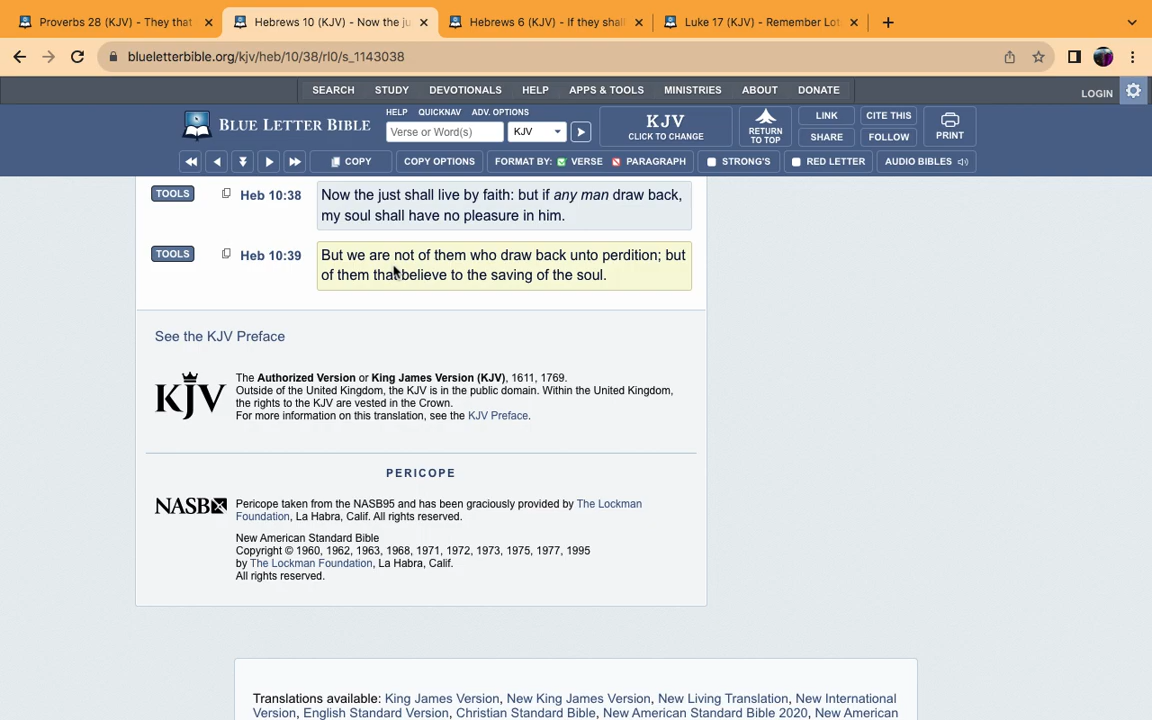 Proverbs 28 (KJV) - They that
Hebrews 10 (KJV) - Now the ju
Hebrews 6 (KJV) - If they shal
Luke 17 (KJV) - Remember Lot
blueletterbible.org/kjv/heb/10/38/rl0/s_1143038
SEARCH STUDY DEVOTIONALS HELP APPS & TOOLS MINISTRIES ABOUT DONATE LOGIN
BLUE LETTER BIBLE
HELP QUICKNAV ADV. OPTIONS
Verse or Word(s) KJV
KJV
CLICK TO CHANGE
RETURN
TO TOP
LINK CITE THIS
SHARE FOLLOW
PRINT
COPY COPY OPTIONS FORMAT BY: VERSE PARAGRAPH STRONG'S RED LETTER AUDIO BIBLES
TOOLS Heb 10:38 Now the just shall live by faith: but if any man draw back,
my soul shall have no pleasure in him.
TOOLS Heb 10:39 But we are not of them who draw back unto perdition; but
of them that believe to the saving of the soul.
See the KJV Preface
KJV
The Authorized Version or King James Version (KJV), 1611, 1769.
Outside of the United Kingdom, the KJV is in the public domain. Within the United Kingdom,
the rights to the KJV are vested in the Crown.
For more information on this translation, see the KJV Preface.
PERICOPE
NASB
Pericope taken from the NASB95 and has been graciously provided by The Lockman
Foundation, La Habra, Calif. All rights reserved.
New American Standard Bible
Copyright © 1960, 1962, 1963, 1968, 1971, 1972, 1973, 1975, 1977, 1995
by The Lockman Foundation, La Habra, Calif.
All rights reserved.
Translations available: King James Version, New King James Version, New Living Translation, New International
Version, English Standard Version, Christian Standard Bible, New American Standard Bible 2020, New American